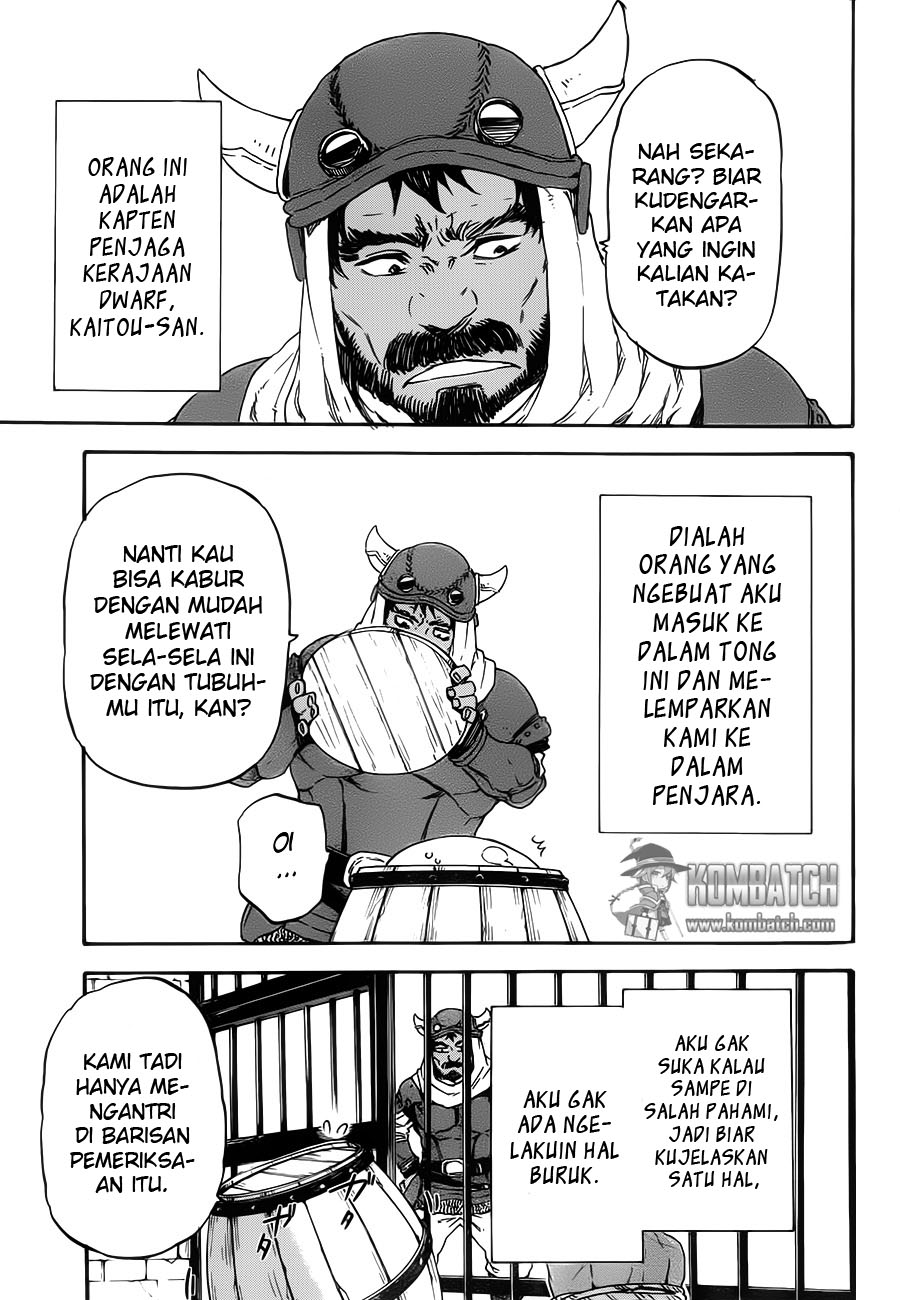 NAH SEKA-
RANG? BIAR
KUDENGAR-
KAN APA
YANG INGIN
KALIAN KA-
TAKAN?
ORANG INI
ADALAH
KAPTEN
PENJAGA
KERAJAAN
DWARF,
KAITOU-SAN.
DIALAH
ORANG YANG
NGEBUAT AKU
MASUK KE
DALAM TONG
INI DAN ME-
LEMPARKAN
KAMI KE
DALAM
PENJARA.
NANTI KAU
BISA KABUR
DENGAN MUDAH
MELEWATI
SELA-SELA INI
DENGAN TUBUH-
MU ITU, KAN?
OI
...
KOMBATCH
www.kombatch.com
AKU GAK
SUKA KALAU
SAMPE DI
SALAH PAHAMI,
JADI BIAR
KUJELASKAN
SATU HAL,
AKU GAK
ADA NGE-
LAKUIN HAL
BURUK.
KAMI TADI
HANYA ME-
NGANTRI
DI BARISAN
PEMERIKSA-
AN ITU.